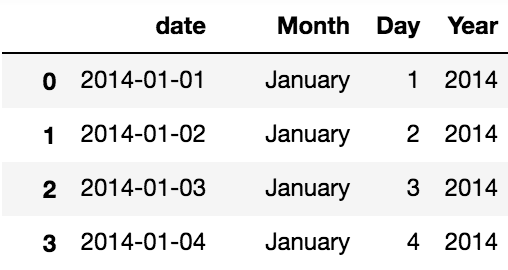 date Month Day Year
0 2014-01-01 January 1 2014
1 2014-01-02 January 2 2014
2 2014-01-03 January 3 2014
3 2014-01-04 January 4 2014